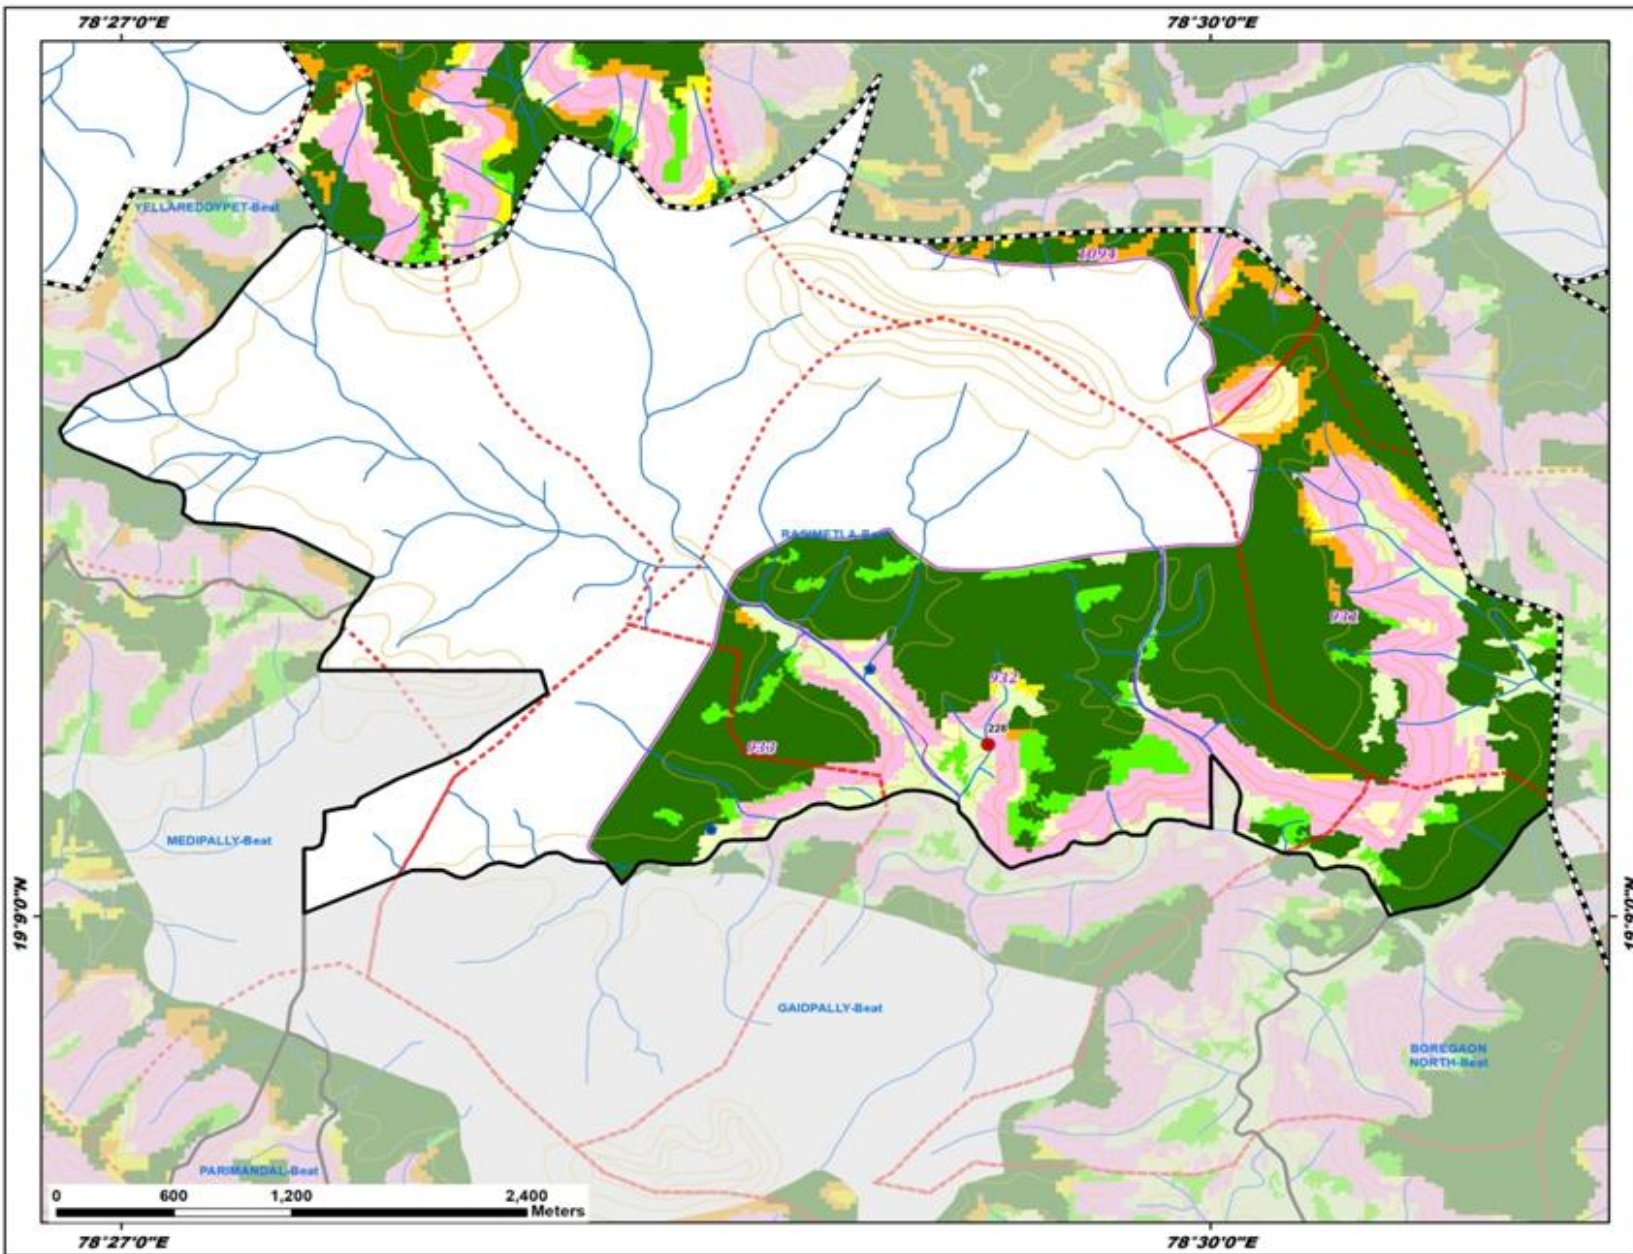 78°27'0"E
78°30'0"E
YELLAREDDYPET-Beat
1094
RASIMETLA-Beat
931
932
228
933
MEDIPALLY-Beat
19°9'0"N
19°9'0"N
GAIDPALLY-Beat
BOREGAON
NORTH-Beat
PARIMANDAL-Beat
0 600 1,200 2,400
Meters
78°27'0"E
78°30'0"E